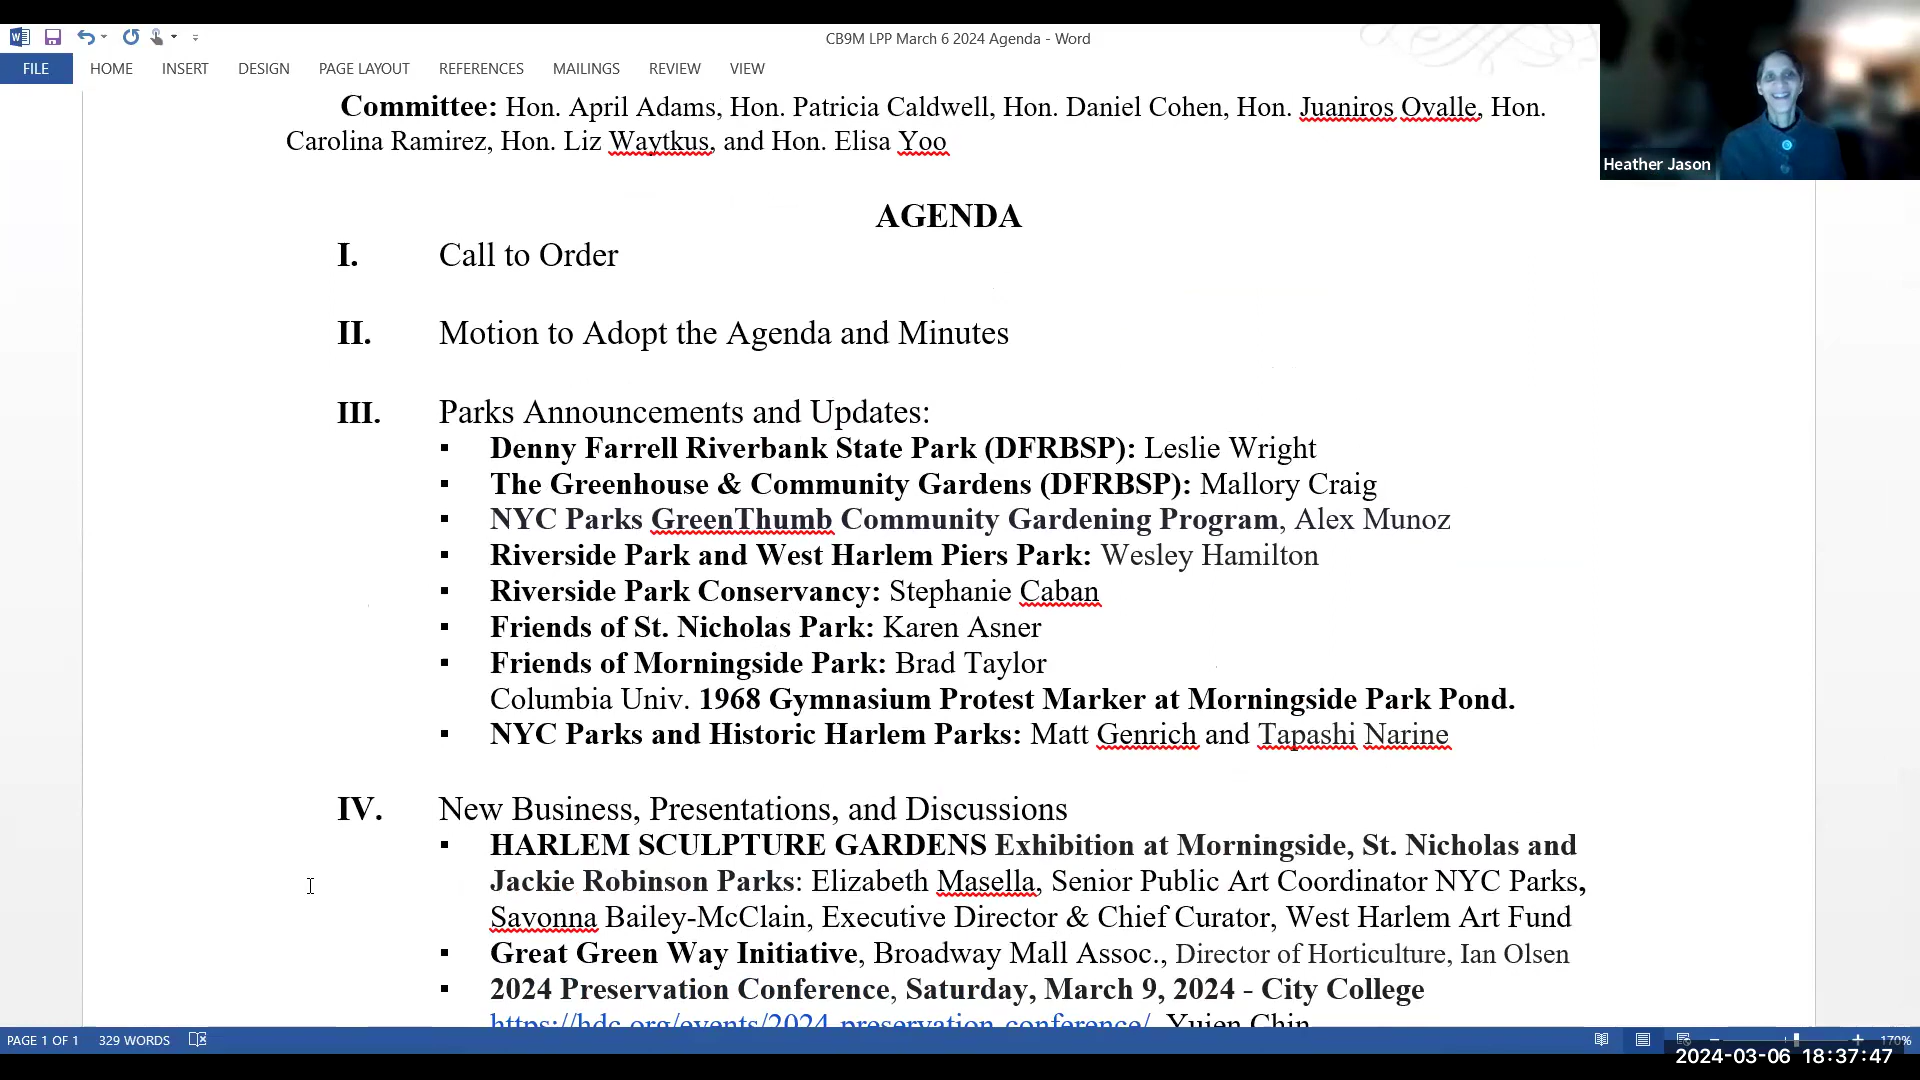 CB9M LPP March 6 2024 Agenda - Word
FILE HOME INSERT DESIGN PAGE LAYOUT REFERENCES MAILINGS REVIEW VIEW
Heather Jason
Committee: Hon. April Adams, Hon. Patricia Caldwell, Hon. Daniel Cohen, Hon. Juaniros Ovalle, Hon.
Carolina Ramirez, Hon. Liz Waytkus, and Hon. Elisa Yoo
AGENDA
I. Call to Order
II. Motion to Adopt the Agenda and Minutes
III. Parks Announcements and Updates:
▪ Denny Farrell Riverbank State Park (DFRBSP): Leslie Wright
▪ The Greenhouse & Community Gardens (DFRBSP): Mallory Craig
▪ NYC Parks GreenThumb Community Gardening Program, Alex Munoz
▪ Riverside Park and West Harlem Piers Park: Wesley Hamilton
▪ Riverside Park Conservancy: Stephanie Caban
▪ Friends of St. Nicholas Park: Karen Asner
▪ Friends of Morningside Park: Brad Taylor
Columbia Univ. 1968 Gymnasium Protest Marker at Morningside Park Pond.
▪ NYC Parks and Historic Harlem Parks: Matt Genrich and Tapashi Narine
IV. New Business, Presentations, and Discussions
▪ HARLEM SCULPTURE GARDENS Exhibition at Morningside, St. Nicholas and
Jackie Robinson Parks: Elizabeth Masella, Senior Public Art Coordinator NYC Parks,
Savonna Bailey-McClain, Executive Director & Chief Curator, West Harlem Art Fund
▪ Great Green Way Initiative, Broadway Mall Assoc., Director of Horticulture, Ian Olsen
▪ 2024 Preservation Conference, Saturday, March 9, 2024 - City College
https://hdc.org/events/2024-preservation-conference/ Yuien Chin
PAGE 1 OF 1 329 WORDS 170%
2024-03-06 18:37:47